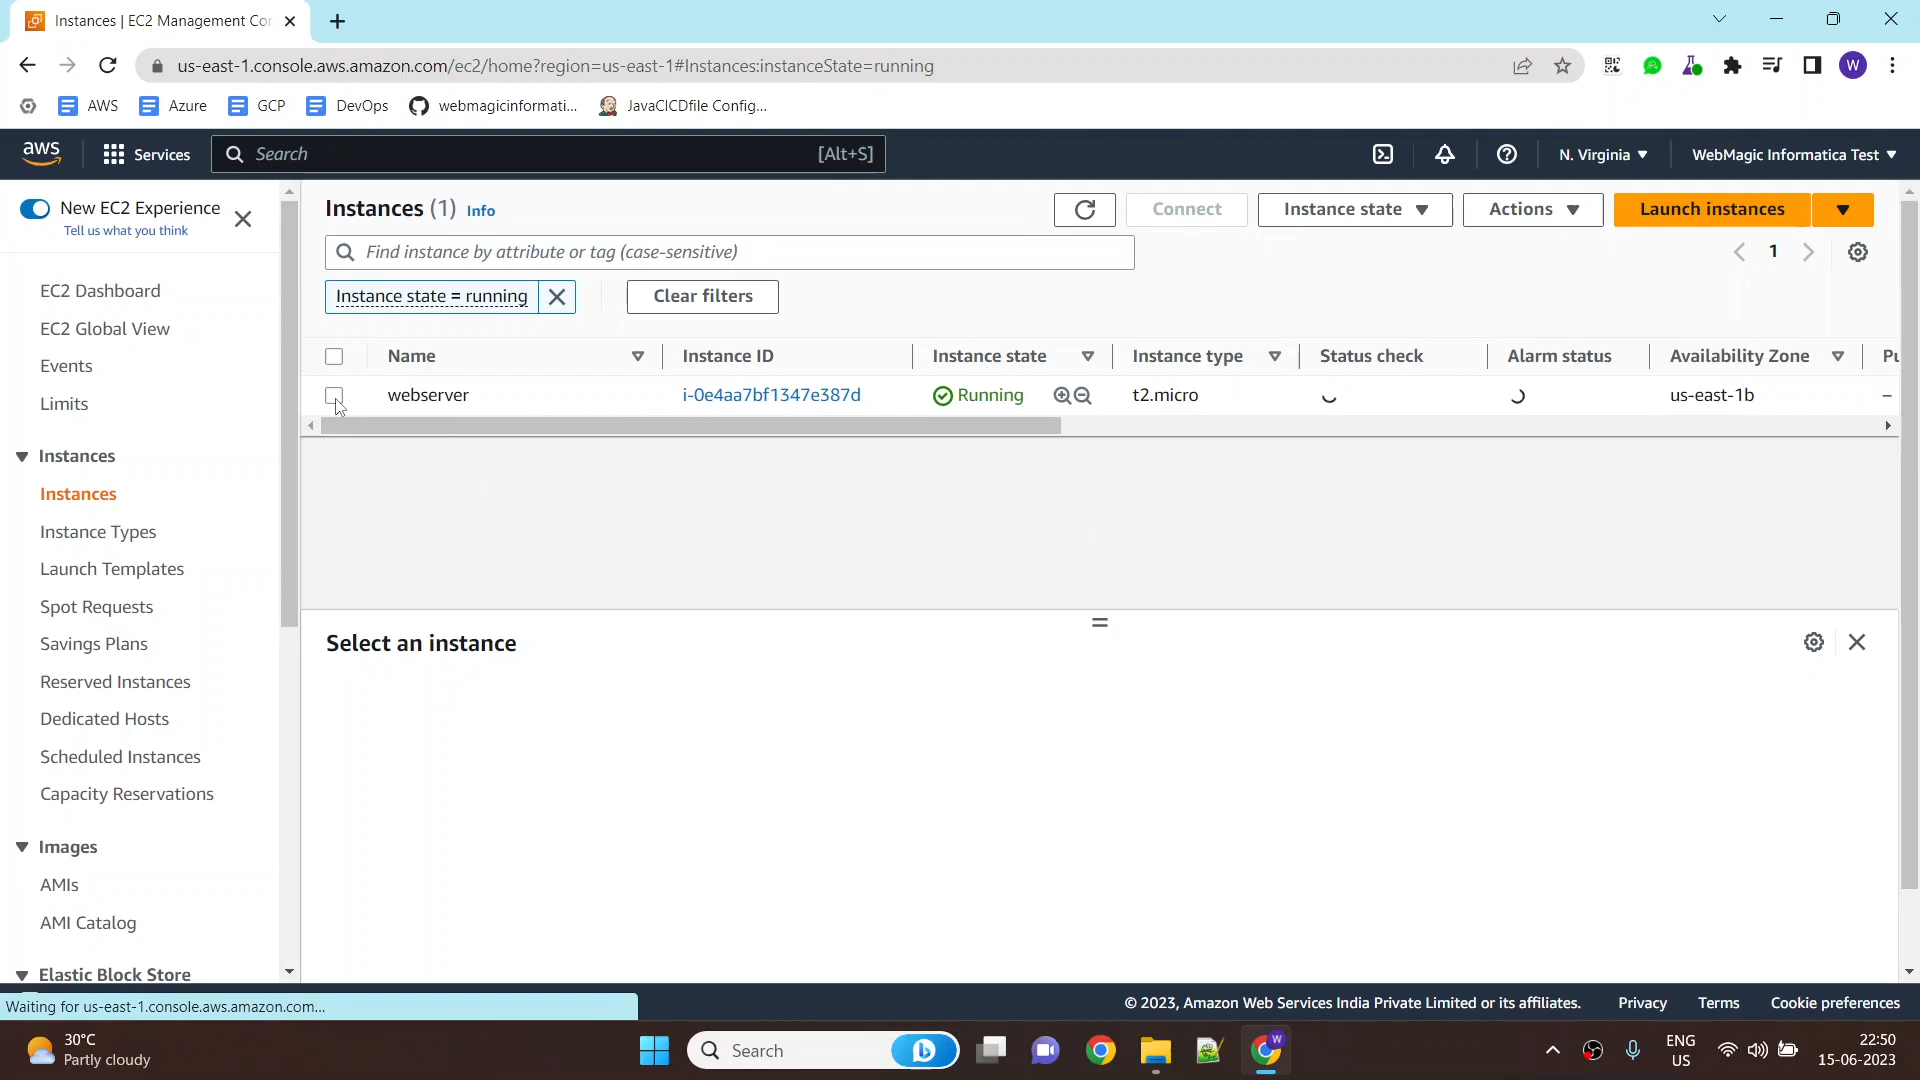 Instances | EC2 Management Co
us-east-1.console.aws.amazon.com/ec2/home?region=us-east-1#Instances:instanceState=running
W
AWS
Azure
GCP
DevOps
webmagicinformati...
JavaCICDfile Config...
aws
Services
Search
[Alt+S]
N. Virginia
WebMagic Informatica Test
New EC2 Experience
Tell us what you think
EC2 Dashboard
EC2 Global View
Events
Limits
Instances
Instances
Instance Types
Launch Templates
Spot Requests
Savings Plans
Reserved Instances
Dedicated Hosts
Scheduled Instances
Capacity Reservations
Images
AMIs
AMI Catalog
Elastic Block Store
Instances (1) Info
Connect
Instance state
Actions
Launch instances
Find instance by attribute or tag (case-sensitive)
1
Instance state = running
Clear filters
Name
Instance ID
Instance state
Instance type
Status check
Alarm status
Availability Zone
Pu
webserver
i-0e4aa7bf1347e387d
Running
t2.micro
us-east-1b
–
Select an instance
Waiting for us-east-1.console.aws.amazon.com...
© 2023, Amazon Web Services India Private Limited or its affiliates.
Privacy
Terms
Cookie preferences
30°C
Partly cloudy
Search
W
ENG
US
22:50
15-06-2023